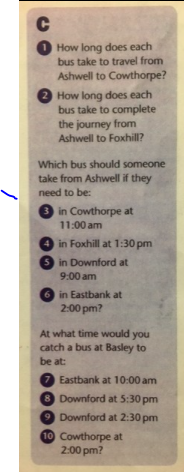 C
1 How long does each
bus take to travel from
Ashwell to Cowthorpe?
2 How long does each
bus take to complete
the journey from
Ashwell to Foxhill?
Which bus should someone
take from Ashwell if they
need to be:
3 in Cowthorpe at
11:00 am
4 in Foxhill at 1:30 pm
5 in Downford at
9:00 am
6 in Eastbank at
2:00 pm?
At what time would you
catch a bus at Basley to
be at:
7 Eastbank at 10:00 am
8 Downford at 5:30 pm
9 Downford at 2:30 pm
10 Cowthorpe at
2:00 pm?